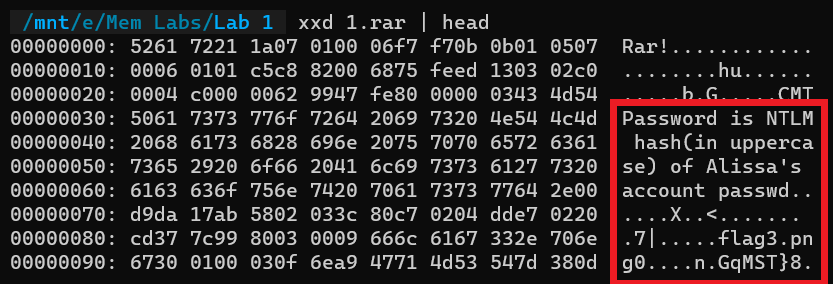 /mnt/e/Mem Labs/Lab 1 xxd 1.rar | head
00000000: 5261 7221 1a07 0100 06f7 f70b 0b01 0507 Rar!............
00000010: 0006 0101 c5c8 8200 6875 feed 1303 02c0 ........hu......
00000020: 0004 c000 0062 9947 fe80 0000 0343 4d54 .....b.G.....CMT
00000030: 5061 7373 776f 7264 2069 7320 4e54 4c4d Password is NTLM
00000040: 2068 6173 6828 696e 2075 7070 6572 6361  hash(in upperca
00000050: 7365 2920 6f66 2041 6c69 7373 6127 7320 se) of Alissa's
00000060: 6163 636f 756e 7420 7061 7373 7764 2e00 account passwd..
00000070: d9da 17ab 5802 033c 80c7 0204 dde7 0220 ....X..<.......
00000080: cd37 7c99 8003 0009 666c 6167 332e 706e .7|.....flag3.pn
00000090: 6730 0100 030f 6ea9 4771 4d53 547d 380d g0....n.GqMST}8.